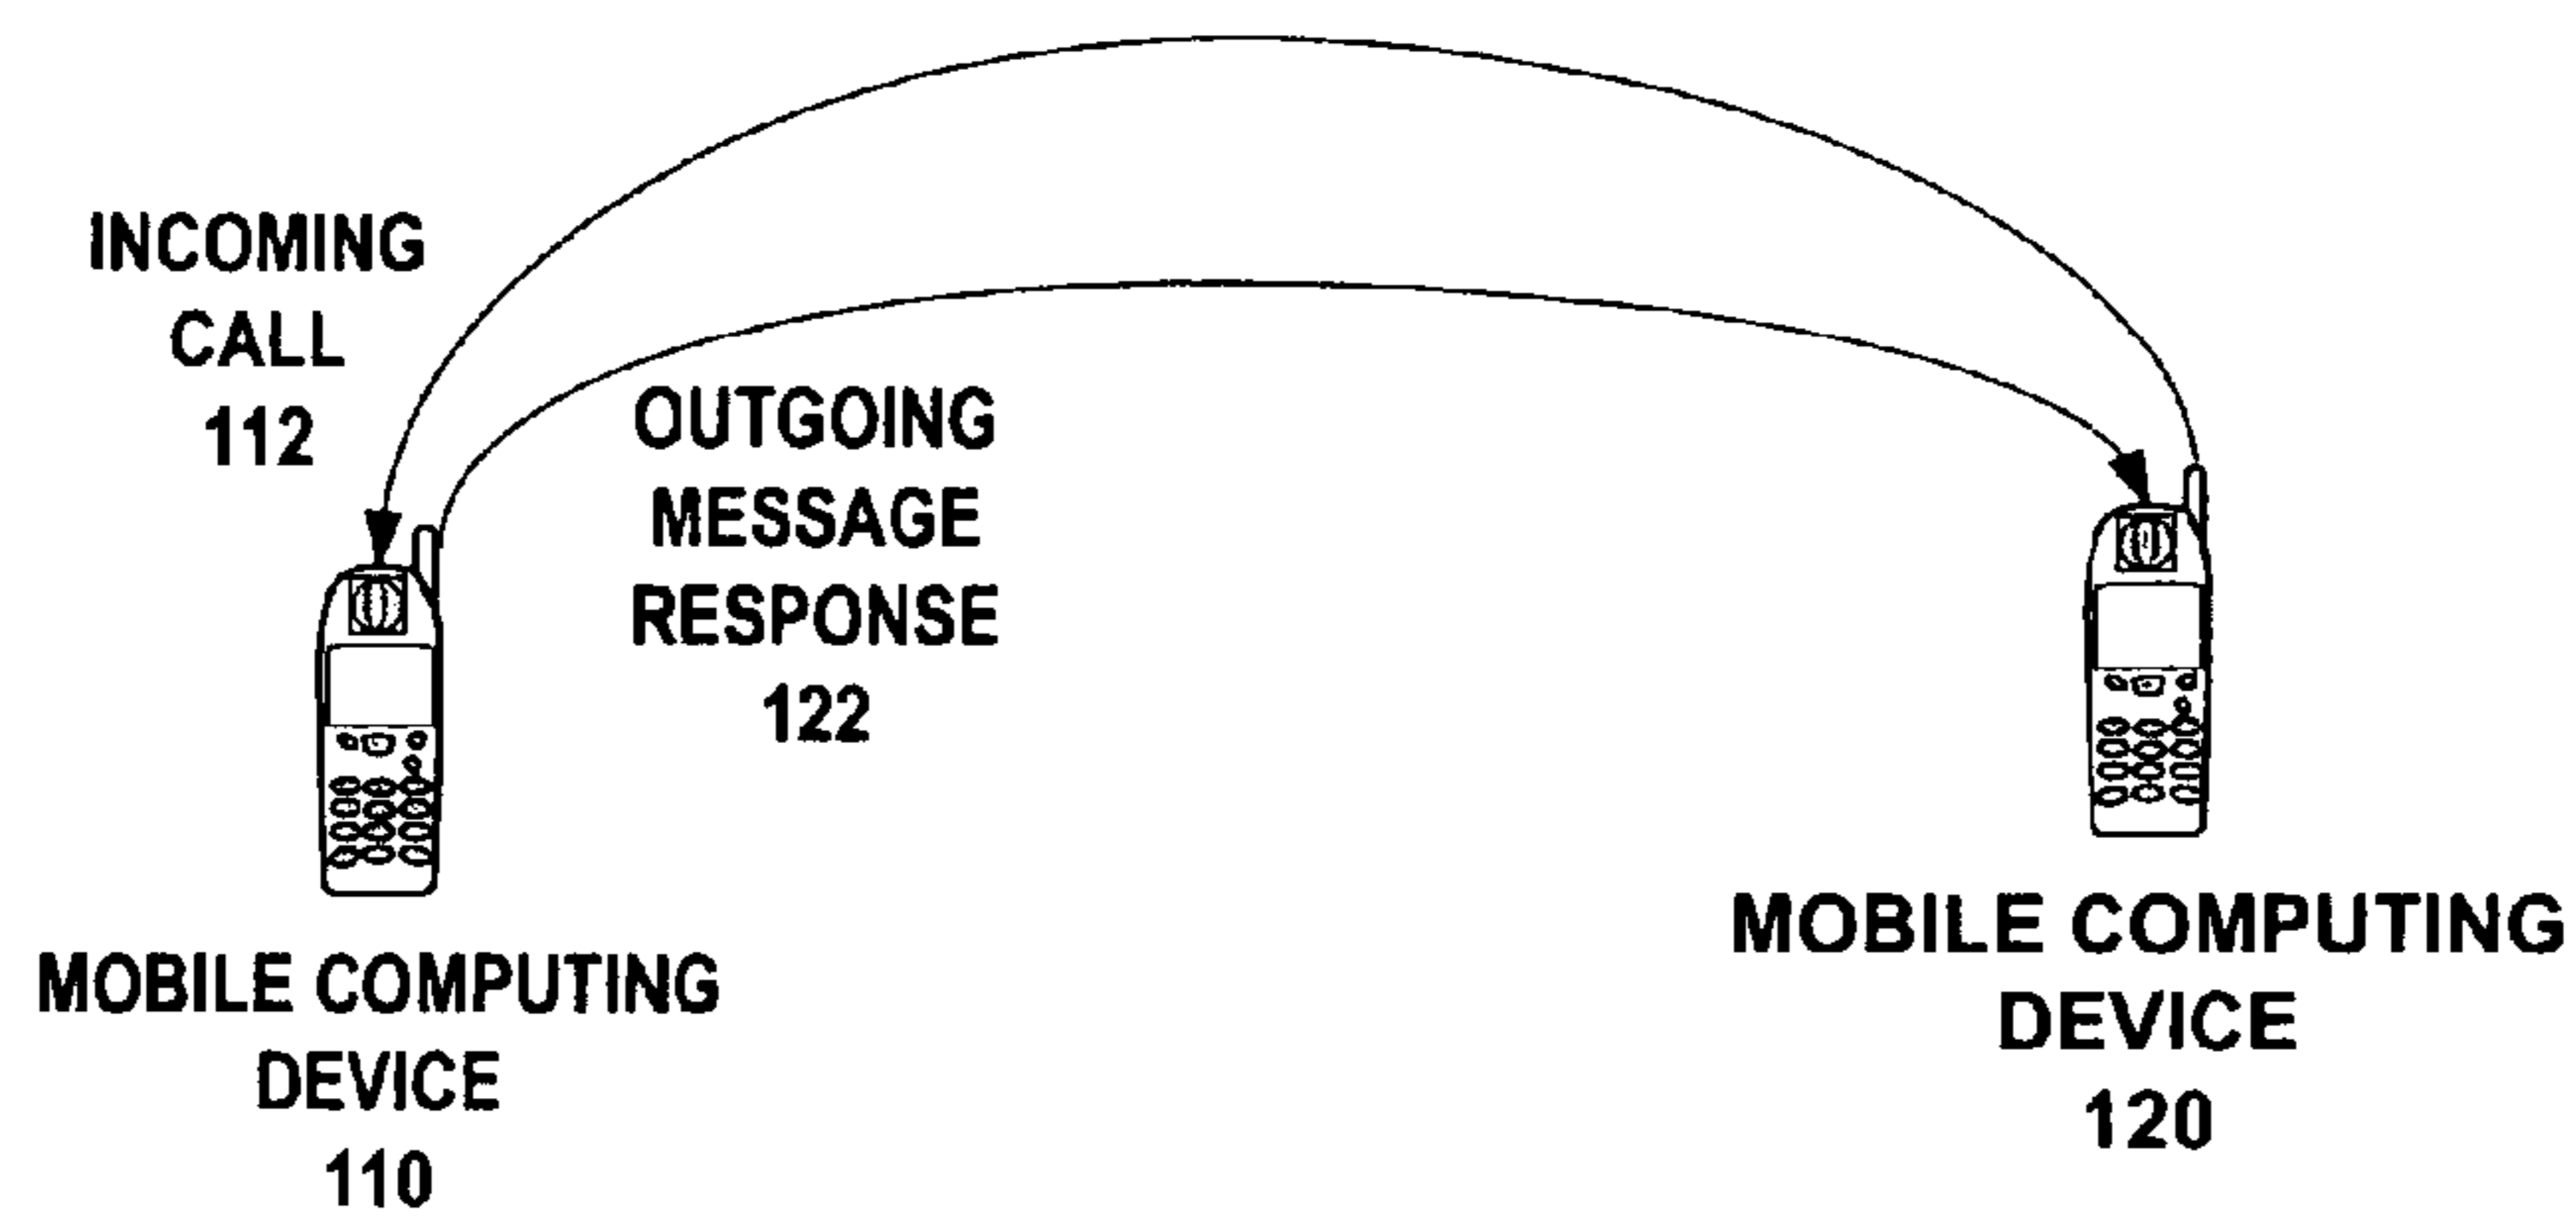 INCOMING
CALL
112
OUTGOING
MESSAGE
RESPONSE
122
MOBILE COMPUTING
DEVICE
110
MOBILE COMPUTING
DEVICE
120